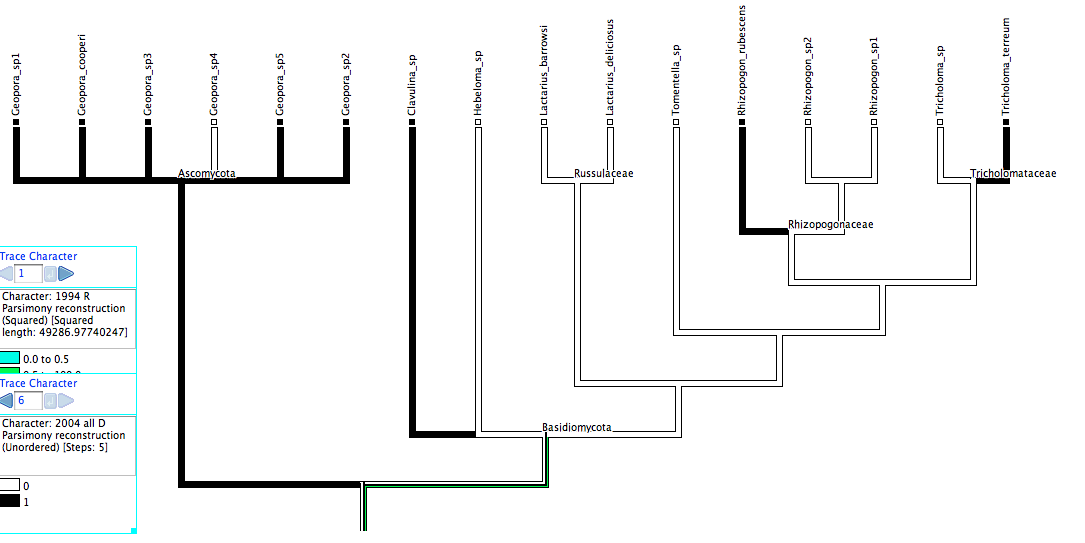 Geopora_sp1
Geopora_cooperi
Geopora_sp3
Geopora_sp4
Geopora_sp5
Geopora_sp2
Clavulina_sp
Hebeloma_sp
Lactarius_barrowsi
Lactarius_deliciosus
Tomentella_sp
Rhizopogon_rubescens
Rhizopogon_sp2
Rhizopogon_sp1
Tricholoma_sp
Tricholoma_terreum
Ascomycota
Russulaceae
Tricholomataceae
Rhizopogonaceae
Basidiomycota
Trace Character
1
Character: 1994 R
Parsimony reconstruction
(Squared) [Squared
length: 49286.97740247]
0.0 to 0.5
Trace Character
6
Character: 2004 all D
Parsimony reconstruction
(Unordered) [Steps: 5]
0
1